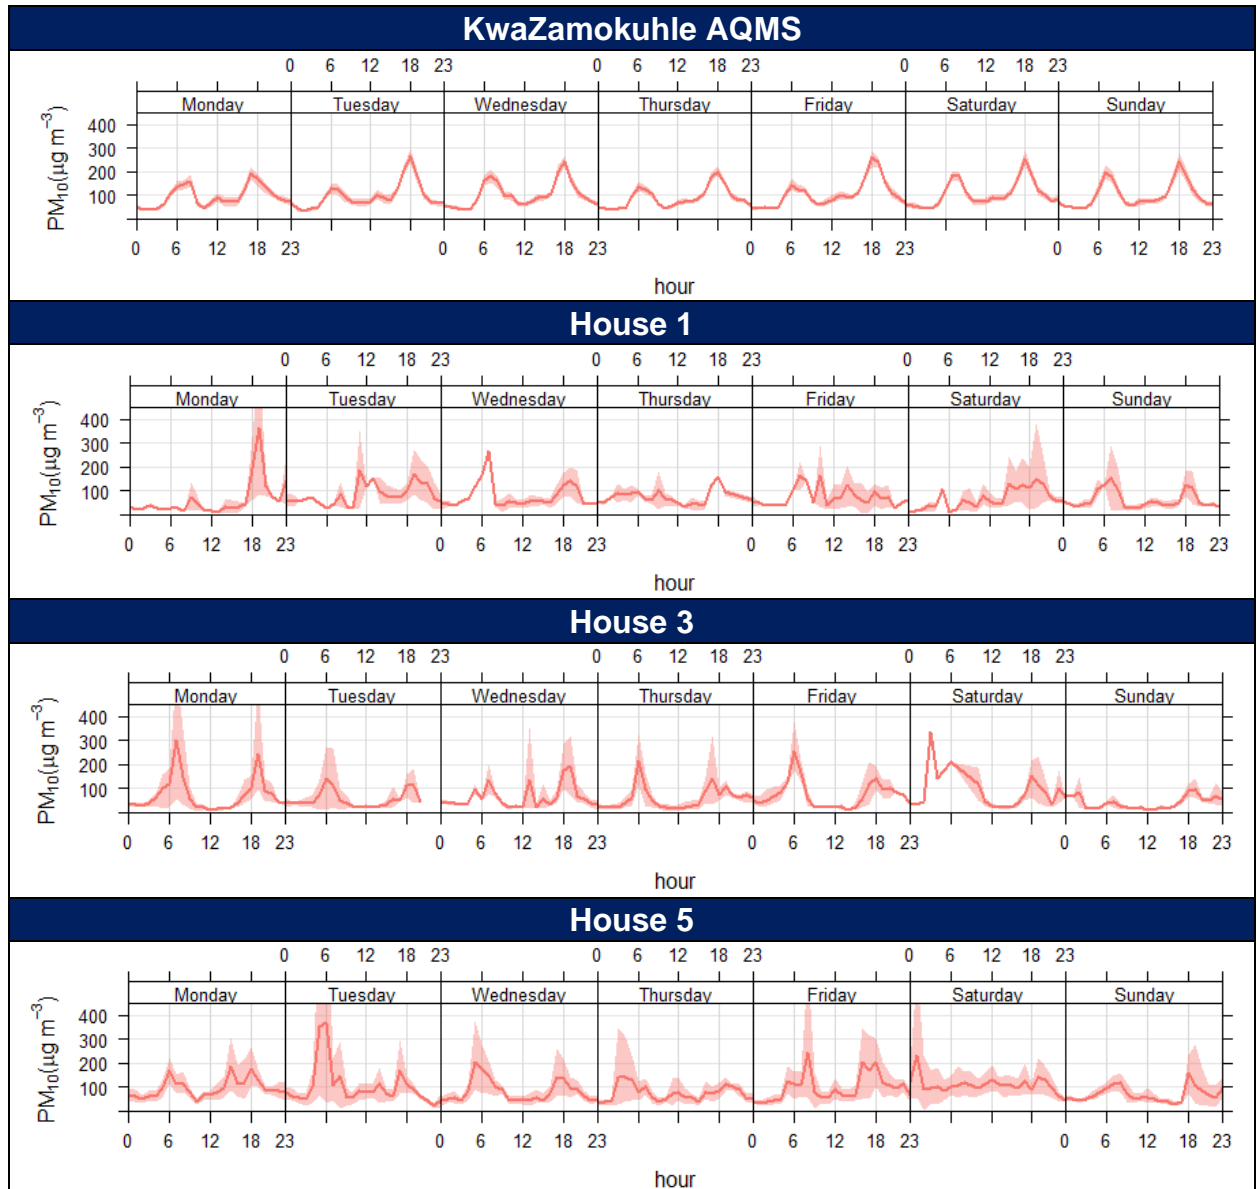 KwaZamokuhle AQMS
0 6 12 18 23 0 6 12 18 23 0 6 12 18 23
Monday Tuesday Wednesday Thursday Friday Saturday Sunday
PM₁₀(μg m⁻³)
400
300
200
100
0 6 12 18 23 0 6 12 18 23 0 6 12 18 23 0 6 12 18 23
hour
House 1
0 6 12 18 23 0 6 12 18 23 0 6 12 18 23
Monday Tuesday Wednesday Thursday Friday Saturday Sunday
PM₁₀(μg m⁻³)
400
300
200
100
0 6 12 18 23 0 6 12 18 23 0 6 12 18 23 0 6 12 18 23
hour
House 3
0 6 12 18 23 0 6 12 18 23 0 6 12 18 23
Monday Tuesday Wednesday Thursday Friday Saturday Sunday
PM₁₀(μg m⁻³)
400
300
200
100
0 6 12 18 23 0 6 12 18 23 0 6 12 18 23 0 6 12 18 23
hour
House 5
0 6 12 18 23 0 6 12 18 23 0 6 12 18 23
Monday Tuesday Wednesday Thursday Friday Saturday Sunday
PM₁₀(μg m⁻³)
400
300
200
100
0 6 12 18 23 0 6 12 18 23 0 6 12 18 23 0 6 12 18 23
hour